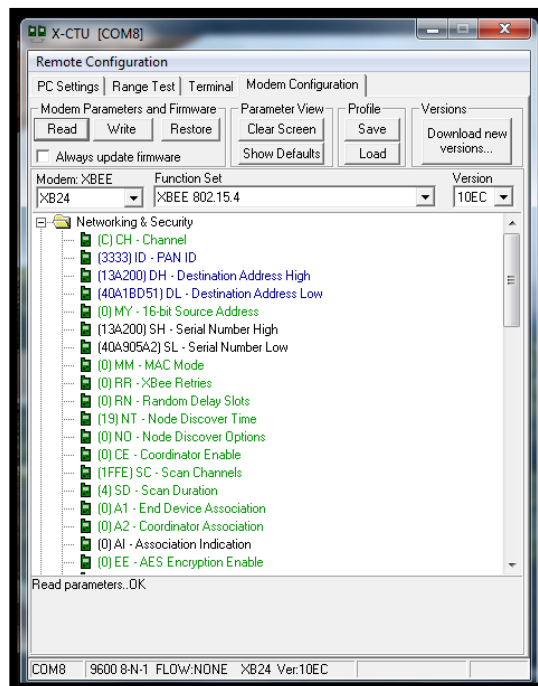 X-CTU [COM8]
Remote Configuration
PC Settings Range Test Terminal Modem Configuration
Modem Parameters and Firmware Parameter View Profile Versions
Read Write Restore Clear Screen Save Download new versions...
Always update firmware Show Defaults Load
Modem: XBEE Function Set Version
XB24 XBEE 802.15.4 10EC
Networking & Security
(C) CH - Channel
(3333) ID - PAN ID
(13A200) DH - Destination Address High
(40A1BD51) DL - Destination Address Low
(0) MY - 16-bit Source Address
(13A200) SH - Serial Number High
(40A905A2) SL - Serial Number Low
(0) MM - MAC Mode
(0) RR - XBee Retries
(0) RN - Random Delay Slots
(19) NT - Node Discover Time
(0) NO - Node Discover Options
(0) CE - Coordinator Enable
(1FFE) SC - Scan Channels
(4) SD - Scan Duration
(0) A1 - End Device Association
(0) A2 - Coordinator Association
(0) AI - Association Indication
(0) EE - AES Encryption Enable
Read parameters..OK
COM8 9600 8-N-1 FLOW:NONE XB24 Ver:10EC